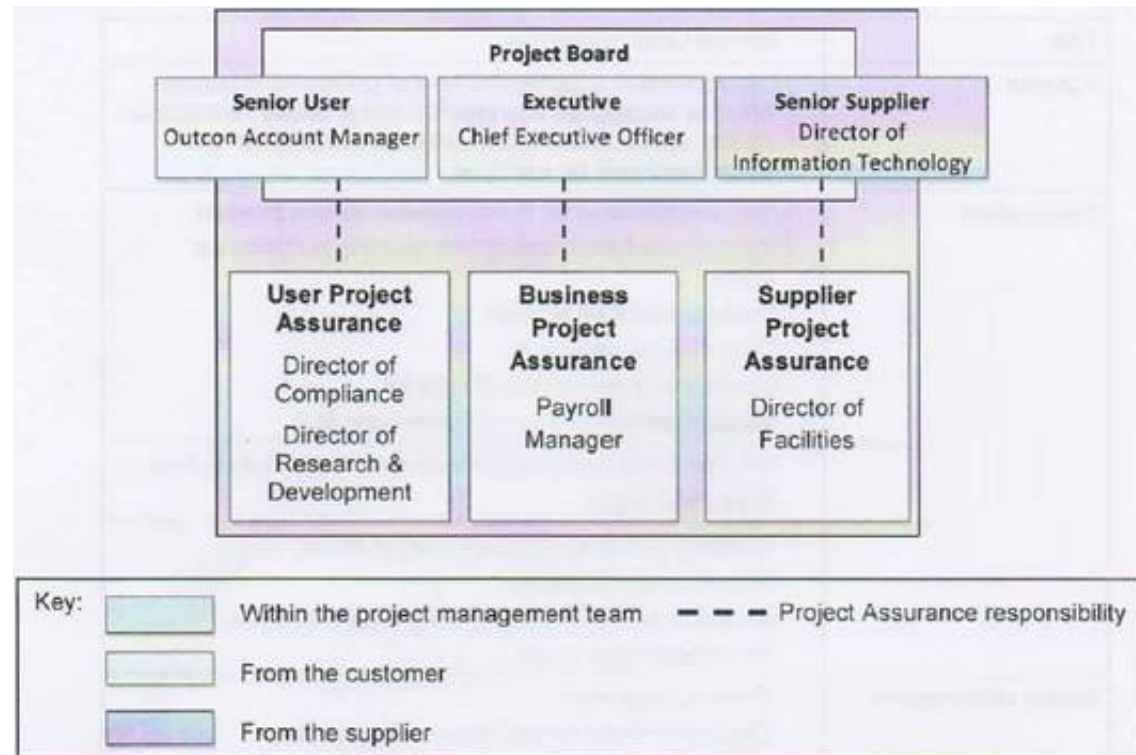 Project Board
Senior User
Outcon Account Manager
Executive
Chief Executive Officer
Senior Supplier
Director of
Information Technology
User Project
Assurance
Director of
Compliance
Director of
Research &
Development
Business
Project
Assurance
Payroll
Manager
Supplier
Project
Assurance
Director of
Facilities
Key:
Within the project management team
Project Assurance responsibility
From the customer
From the supplier